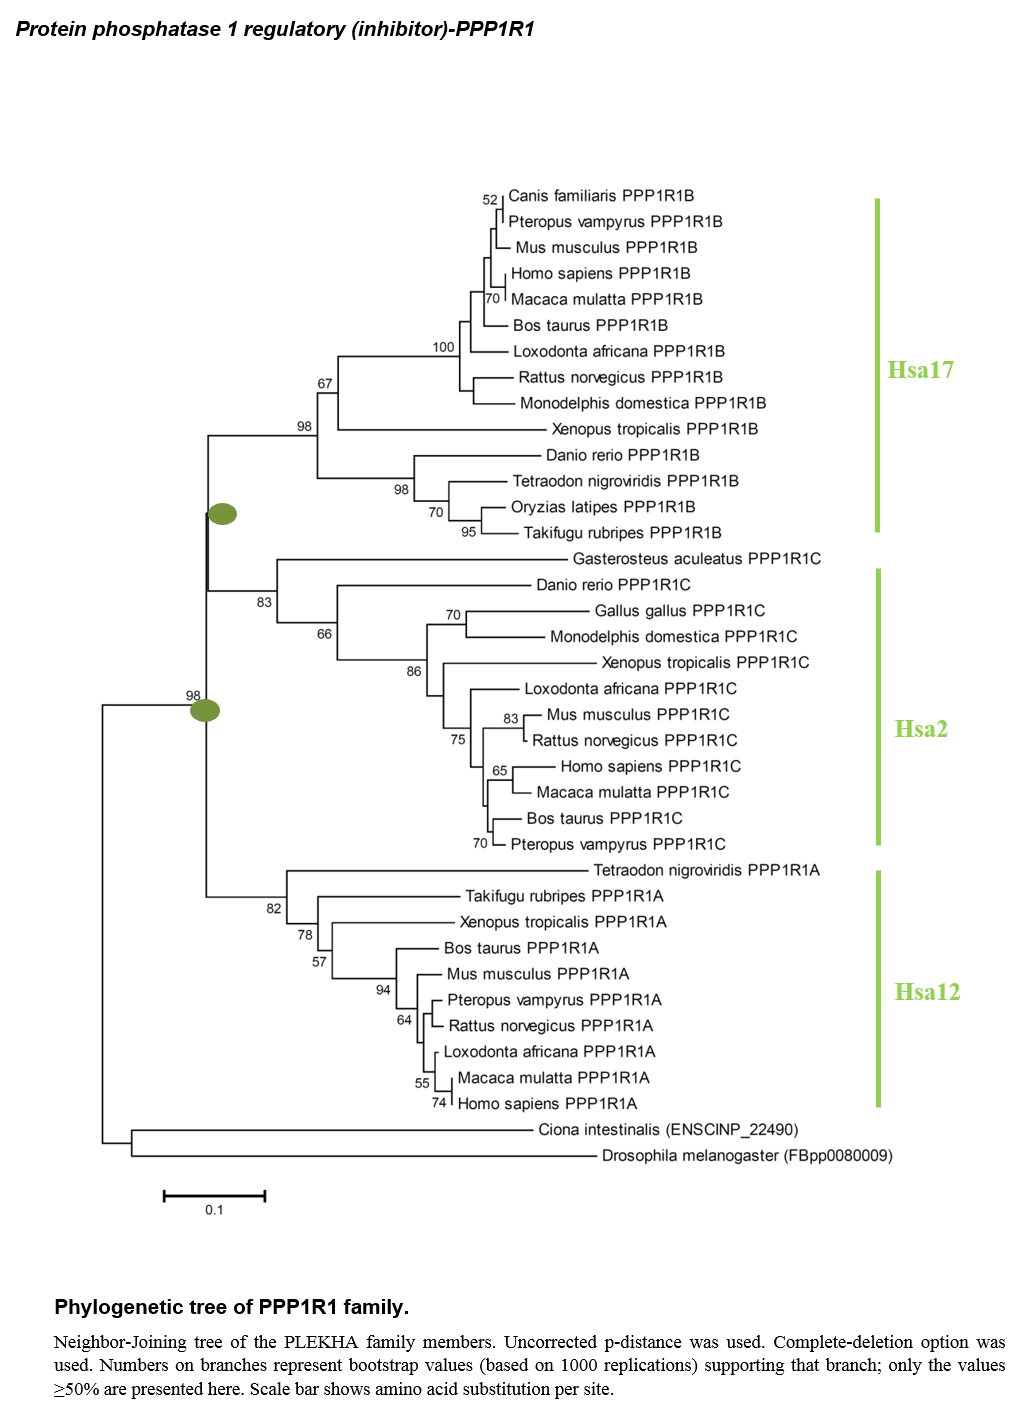 Protein phosphatase 1 regulatory (inhibitor)-PPP1R1
52
Canis familiaris PPP1R1B
Pteropus vampyrus PPP1R1B
Mus musculus PPP1R1B
Homo sapiens PPP1R1B
70
Macaca mulatta PPP1R1B
Bos taurus PPP1R1B
100
Loxodonta africana PPP1R1B
Hsa17
67
Rattus norvegicus PPP1R1B
Monodelphis domestica PPP1R1B
98
Xenopus tropicalis PPP1R1B
Danio rerio PPP1R1B
98
Tetraodon nigroviridis PPP1R1B
70
Oryzias latipes PPP1R1B
95
Takifugu rubripes PPP1R1B
Gasterosteus aculeatus PPP1R1C
83
Danio rerio PPP1R1C
70
Gallus gallus PPP1R1C
66
Monodelphis domestica PPP1R1C
86
Xenopus tropicalis PPP1R1C
98
Loxodonta africana PPP1R1C
83
Mus musculus PPP1R1C
Hsa2
75
Rattus norvegicus PPP1R1C
65
Homo sapiens PPP1R1C
Macaca mulatta PPP1R1C
Bos taurus PPP1R1C
70
Pteropus vampyrus PPP1R1C
Tetraodon nigroviridis PPP1R1A
82
Takifugu rubripes PPP1R1A
78
Xenopus tropicalis PPP1R1A
57
Bos taurus PPP1R1A
Mus musculus PPP1R1A
94
Pteropus vampyrus PPP1R1A
Hsa12
64
Rattus norvegicus PPP1R1A
Loxodonta africana PPP1R1A
55
Macaca mulatta PPP1R1A
74
Homo sapiens PPP1R1A
Ciona intestinalis (ENSCINP_22490)
Drosophila melanogaster (FBpp0080009)
0.1
Phylogenetic tree of PPP1R1 family.
Neighbor-Joining tree of the PLEKHA family members. Uncorrected p-distance was used. Complete-deletion option was
used. Numbers on branches represent bootstrap values (based on 1000 replications) supporting that branch; only the values
≥50% are presented here. Scale bar shows amino acid substitution per site.